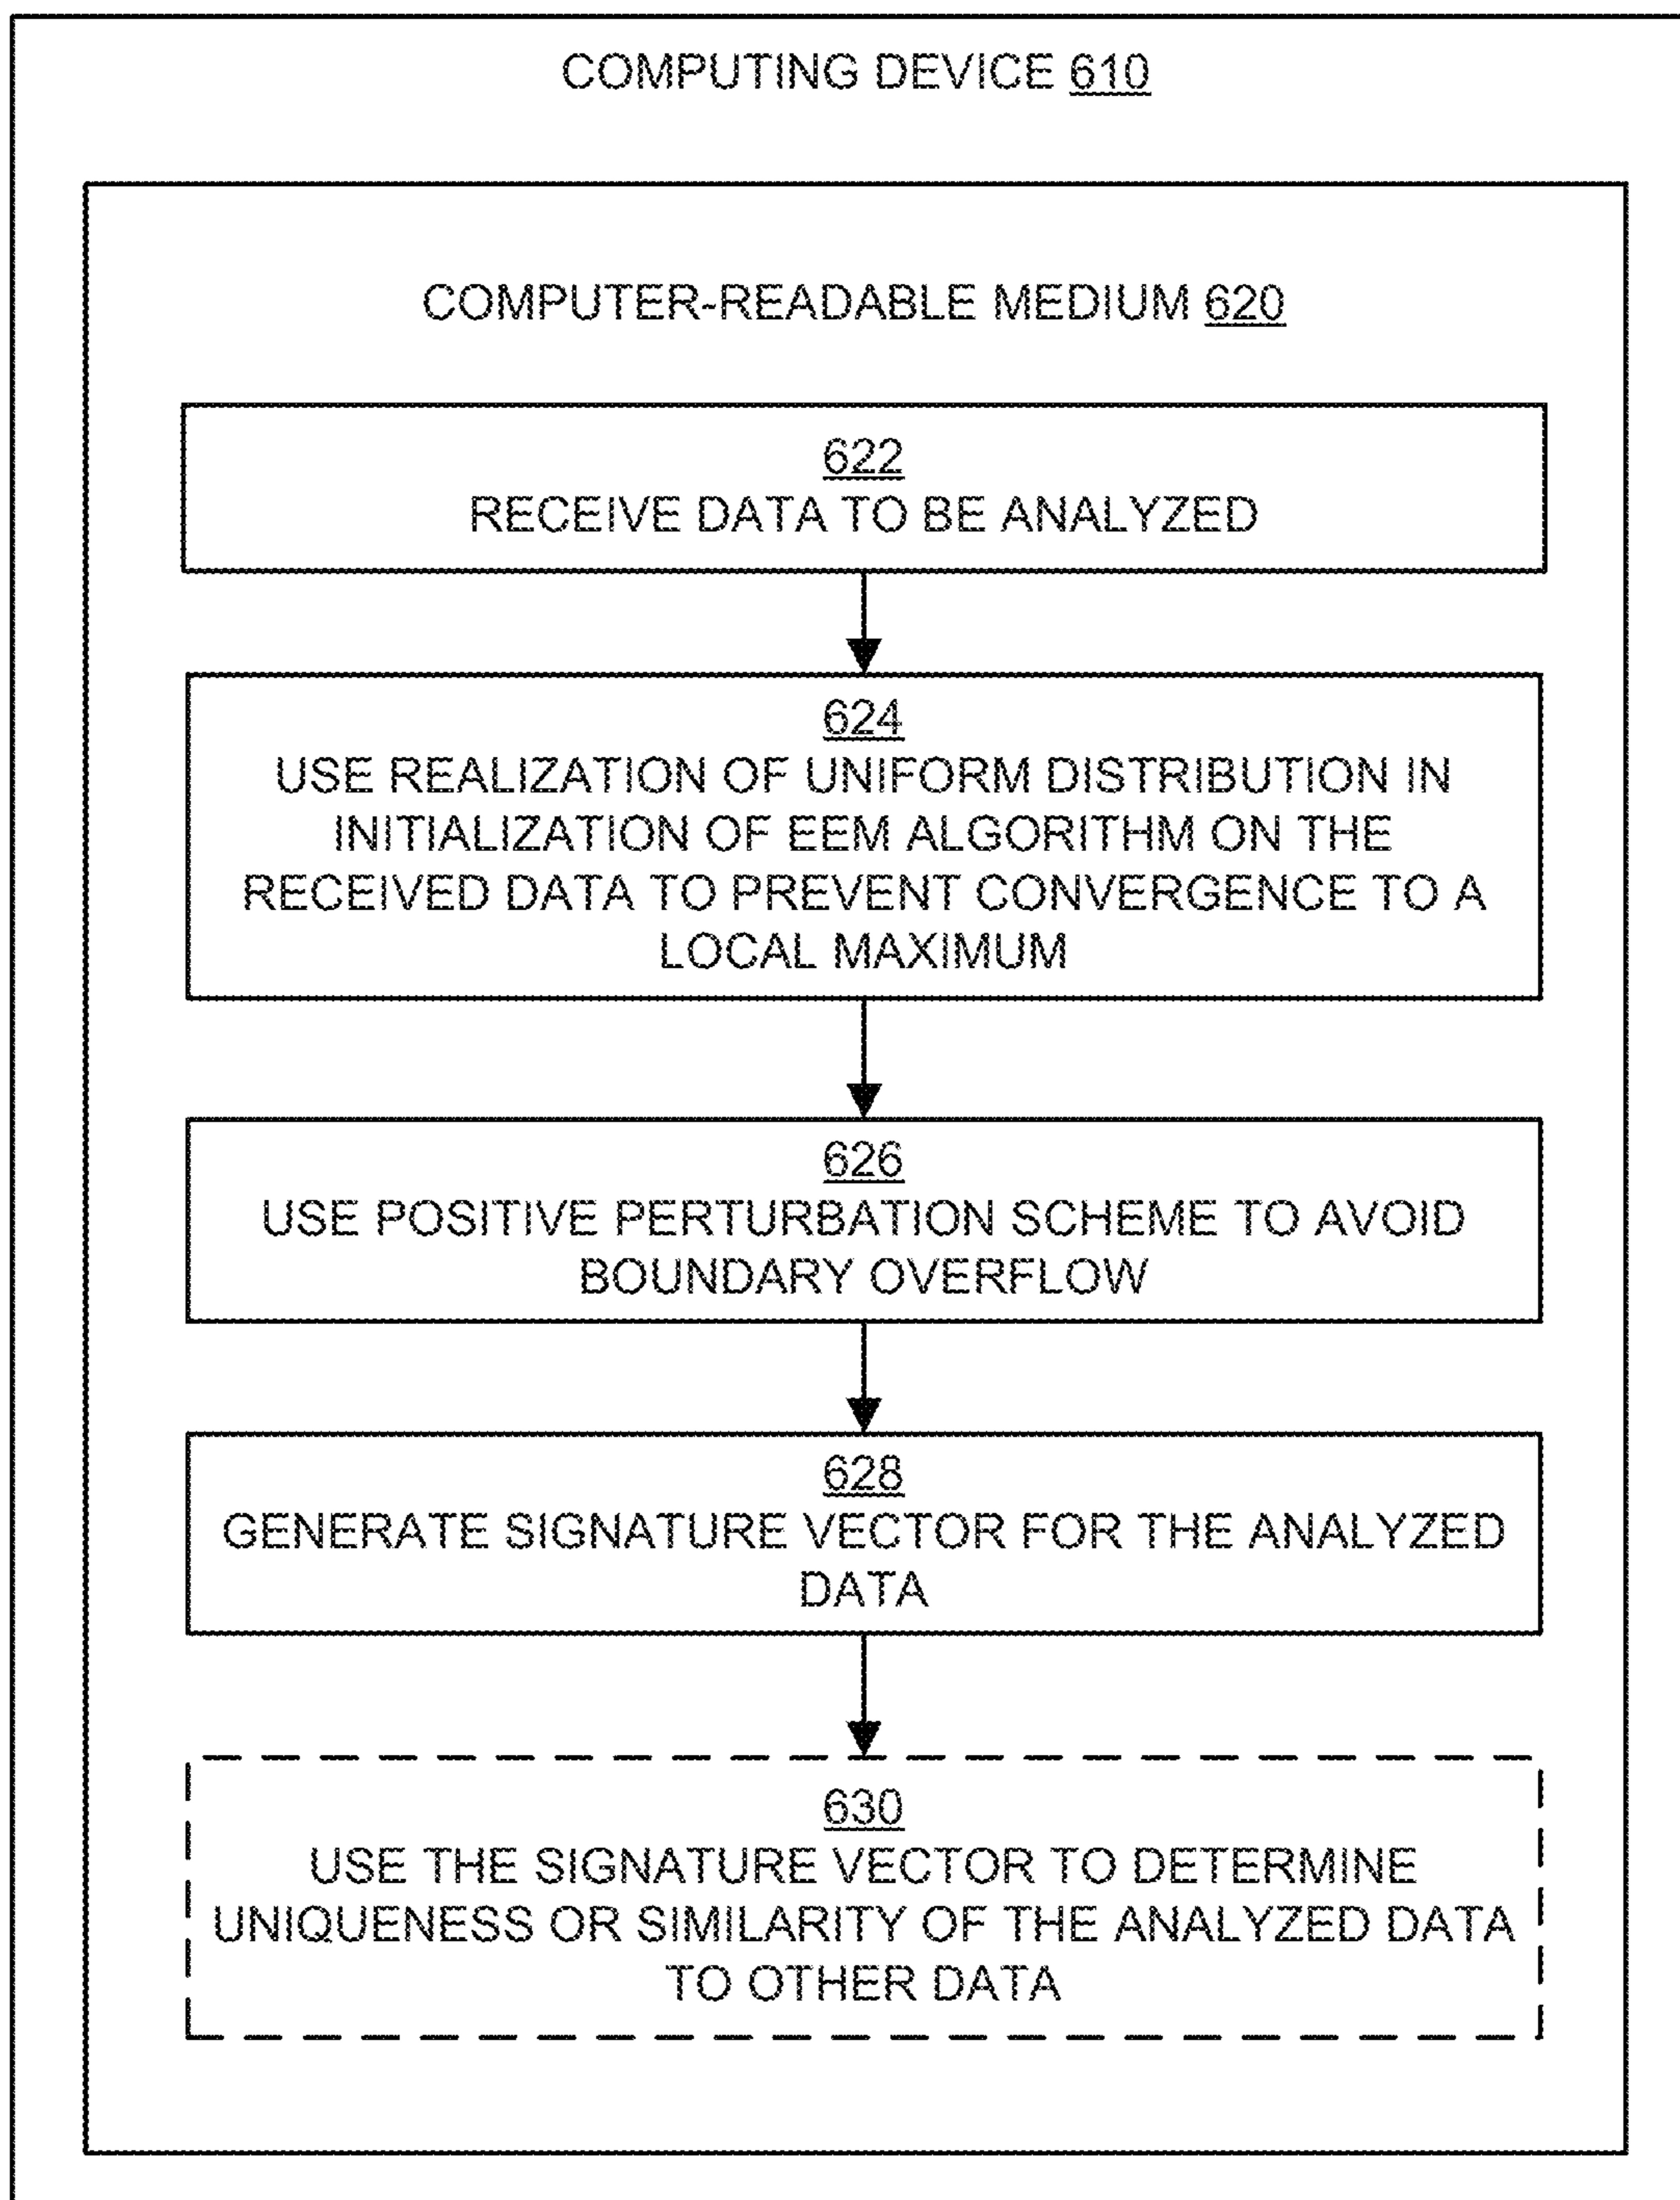 COMPUTING DEVICE 610
COMPUTER-READABLE MEDIUM 620
622
RECEIVE DATA TO BE ANALYZED
624
USE REALIZATION OF UNIFORM DISTRIBUTION IN
INITIALIZATION OF EEM ALGORITHM ON THE
RECEIVED DATA TO PREVENT CONVERGENCE TO A
LOCAL MAXIMUM
626
USE POSITIVE PERTURBATION SCHEME TO AVOID
BOUNDARY OVERFLOW
628
GENERATE SIGNATURE VECTOR FOR THE ANALYZED
DATA
630
USE THE SIGNATURE VECTOR TO DETERMINE
UNIQUENESS OR SIMILARITY OF THE ANALYZED DATA
TO OTHER DATA